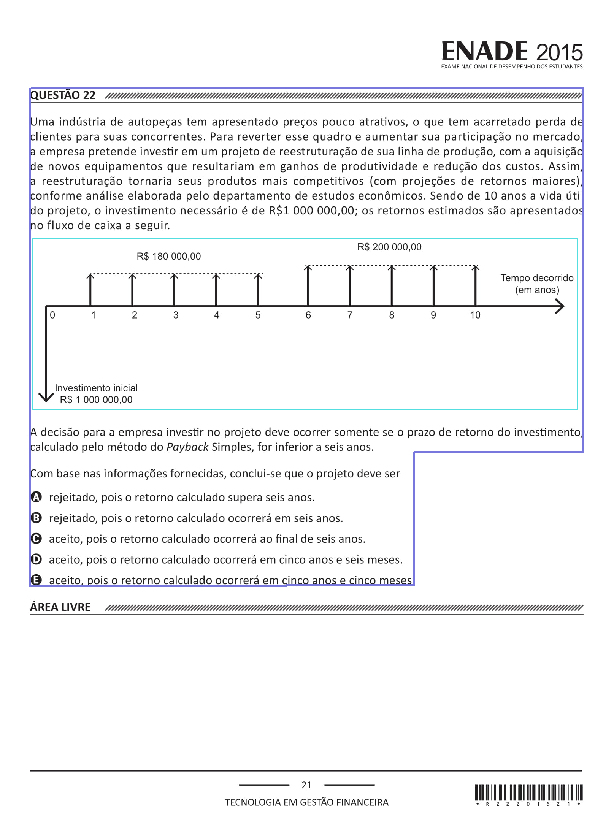 ENADE 2015
EXAME NACIONAL DE DESEMPENHO DOS ESTUDANTES
QUESTÃO 22
Uma indústria de autopeças tem apresentado preços pouco atrativos, o que tem acarretado perda de
clientes para suas concorrentes. Para reverter esse quadro e aumentar sua participação no mercado,
a empresa pretende investir em um projeto de reestruturação de sua linha de produção, com a aquisição
de novos equipamentos que resultariam em ganhos de produtividade e redução dos custos. Assim,
a reestruturação tornaria seus produtos mais competitivos (com projeções de retornos maiores),
conforme análise elaborada pelo departamento de estudos econômicos. Sendo de 10 anos a vida útil
do projeto, o investimento necessário é de R$1 000 000,00; os retornos estimados são apresentados
no fluxo de caixa a seguir.
R$ 200 000,00
R$ 180 000,00
Tempo decorrido
(em anos)
0 1 2 3 4 5 6 7 8 9 10
Investimento inicial
R$ 1 000 000,00
A decisão para a empresa investir no projeto deve ocorrer somente se o prazo de retorno do investimento,
calculado pelo método do Payback Simples, for inferior a seis anos.
Com base nas informações fornecidas, conclui-se que o projeto deve ser
A rejeitado, pois o retorno calculado supera seis anos.
B rejeitado, pois o retorno calculado ocorrerá em seis anos.
C aceito, pois o retorno calculado ocorrerá ao final de seis anos.
D aceito, pois o retorno calculado ocorrerá em cinco anos e seis meses.
E aceito, pois o retorno calculado ocorrerá em cinco anos e cinco meses.
ÁREA LIVRE
21
TECNOLOGIA EM GESTÃO FINANCEIRA
*R22201521*